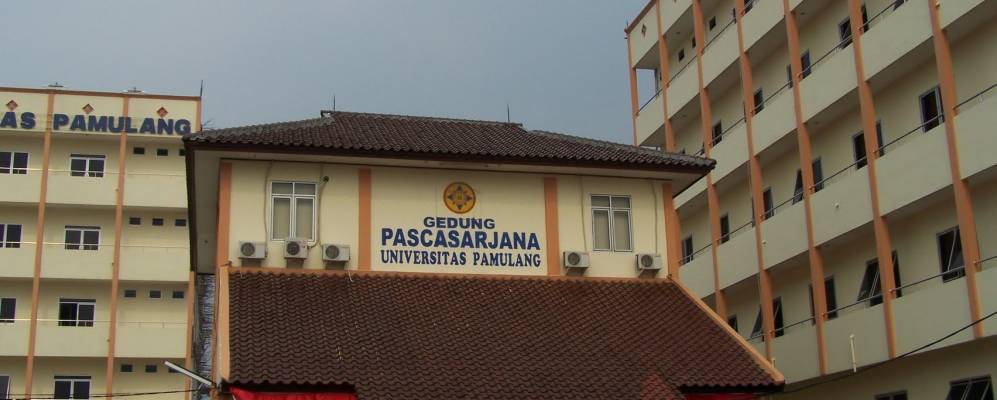 AS PAMULANG
GEDUNG
PASCASARJANA
UNIVERSITAS PAMULANG